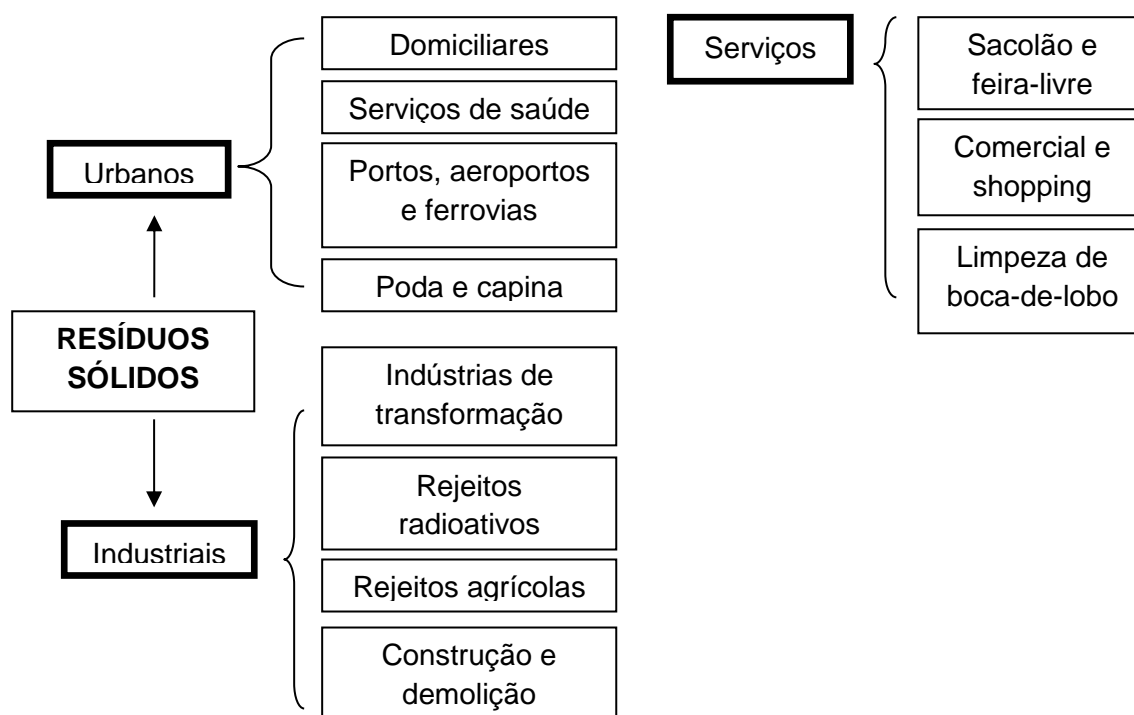 Domiciliares
Serviços de saúde
Urbanos
Portos, aeroportos
e ferrovias
Poda e capina
RESÍDUOS
SÓLIDOS
Indústrias de
transformação
Rejeitos
radioativos
Industriais
Rejeitos agrícolas
Construção e
demolição
Serviços
Sacolão e
feira-livre
Comercial e
shopping
Limpeza de
boca-de-lobo